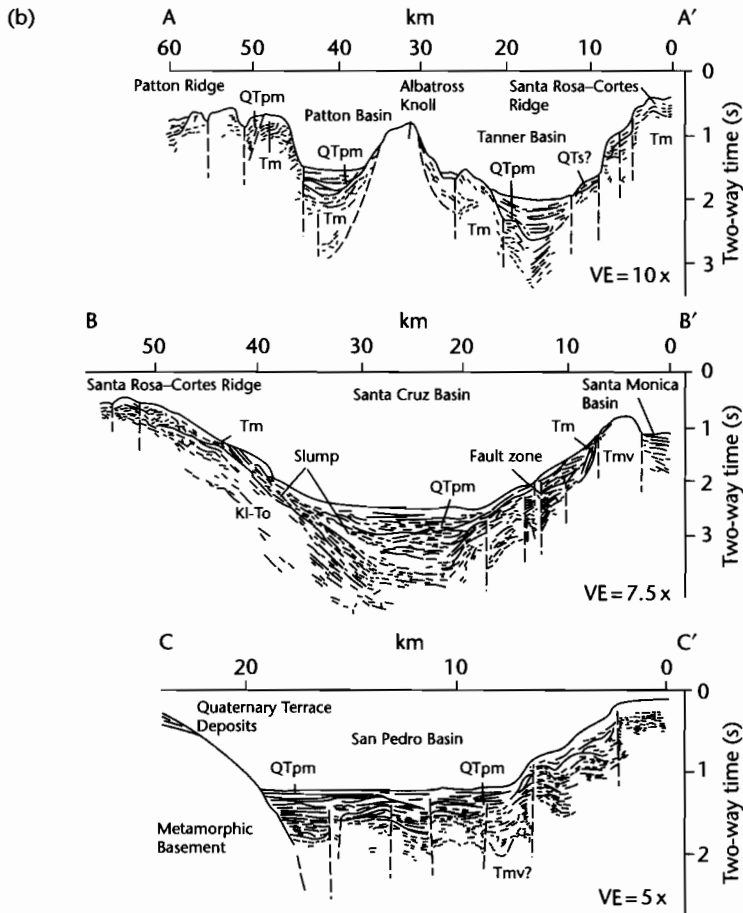 (b)
A km A′
60 50 40 30 20 10 0
Patton Ridge
QTpm
Tm
Patton Basin
QTpm
Tm
Albatross
Knoll
Santa Rosa–Cortes
Ridge
Tanner Basin
QTpm
QTs?
Tm
Tm
0
1
2
3
Two-way time (s)
VE = 10 x
B km B′
50 40 30 20 10 0
Santa Rosa–Cortes Ridge
Santa Cruz Basin
Santa Monica
Basin
Tm
Slump
Kl-To
QTpm
Fault zone
Tm
Tmv
0
1
2
3
Two-way time (s)
VE = 7.5 x
C km C′
20 10 0
Quaternary Terrace
Deposits
San Pedro Basin
QTpm
QTpm
Metamorphic
Basement
Tmv?
0
1
2
Two-way time (s)
VE = 5 x